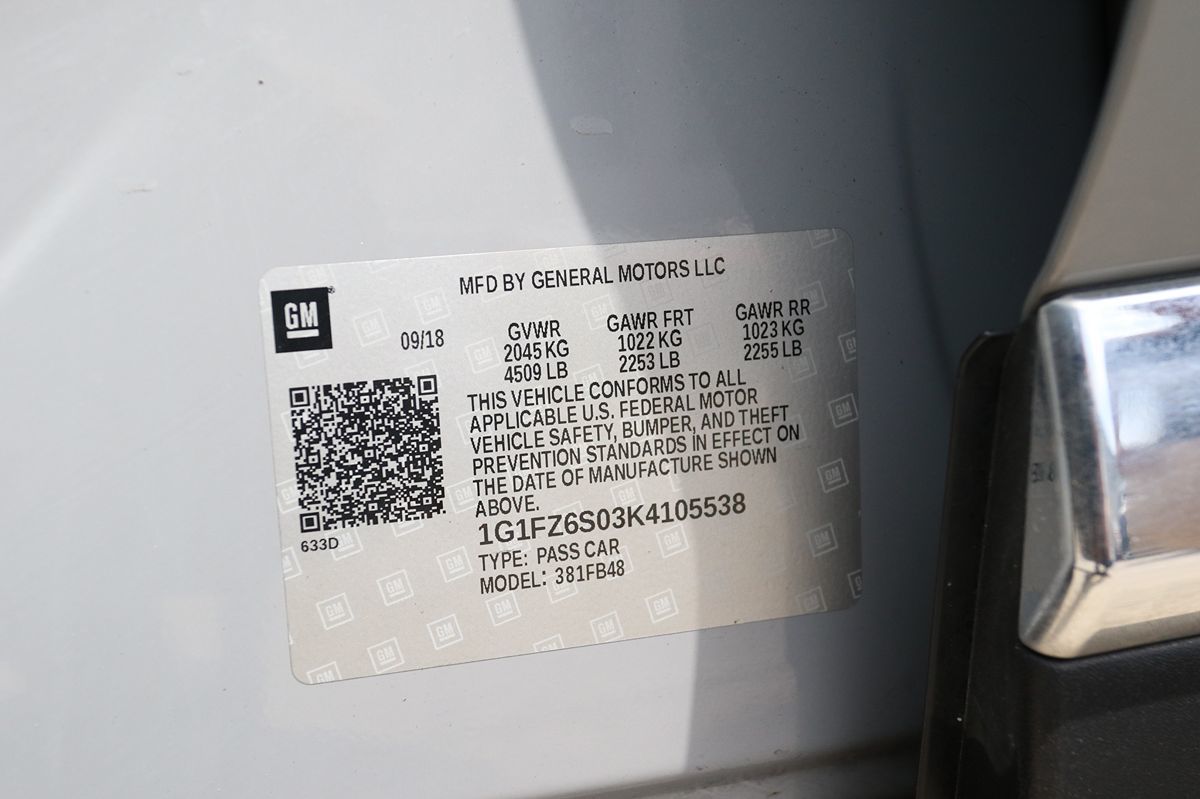 MFD BY GENERAL MOTORS LLC
GM
09/18
GVWR
2045 KG
4509 LB
GAWR FRT
1022 KG
2253 LB
GAWR RR
1023 KG
2255 LB
THIS VEHICLE CONFORMS TO ALL
APPLICABLE U.S. FEDERAL MOTOR
VEHICLE SAFETY, BUMPER, AND THEFT
PREVENTION STANDARDS IN EFFECT ON
THE DATE OF MANUFACTURE SHOWN
ABOVE.
1G1FZ6S03K4105538
633D
TYPE: PASS CAR
MODEL: 381FB48